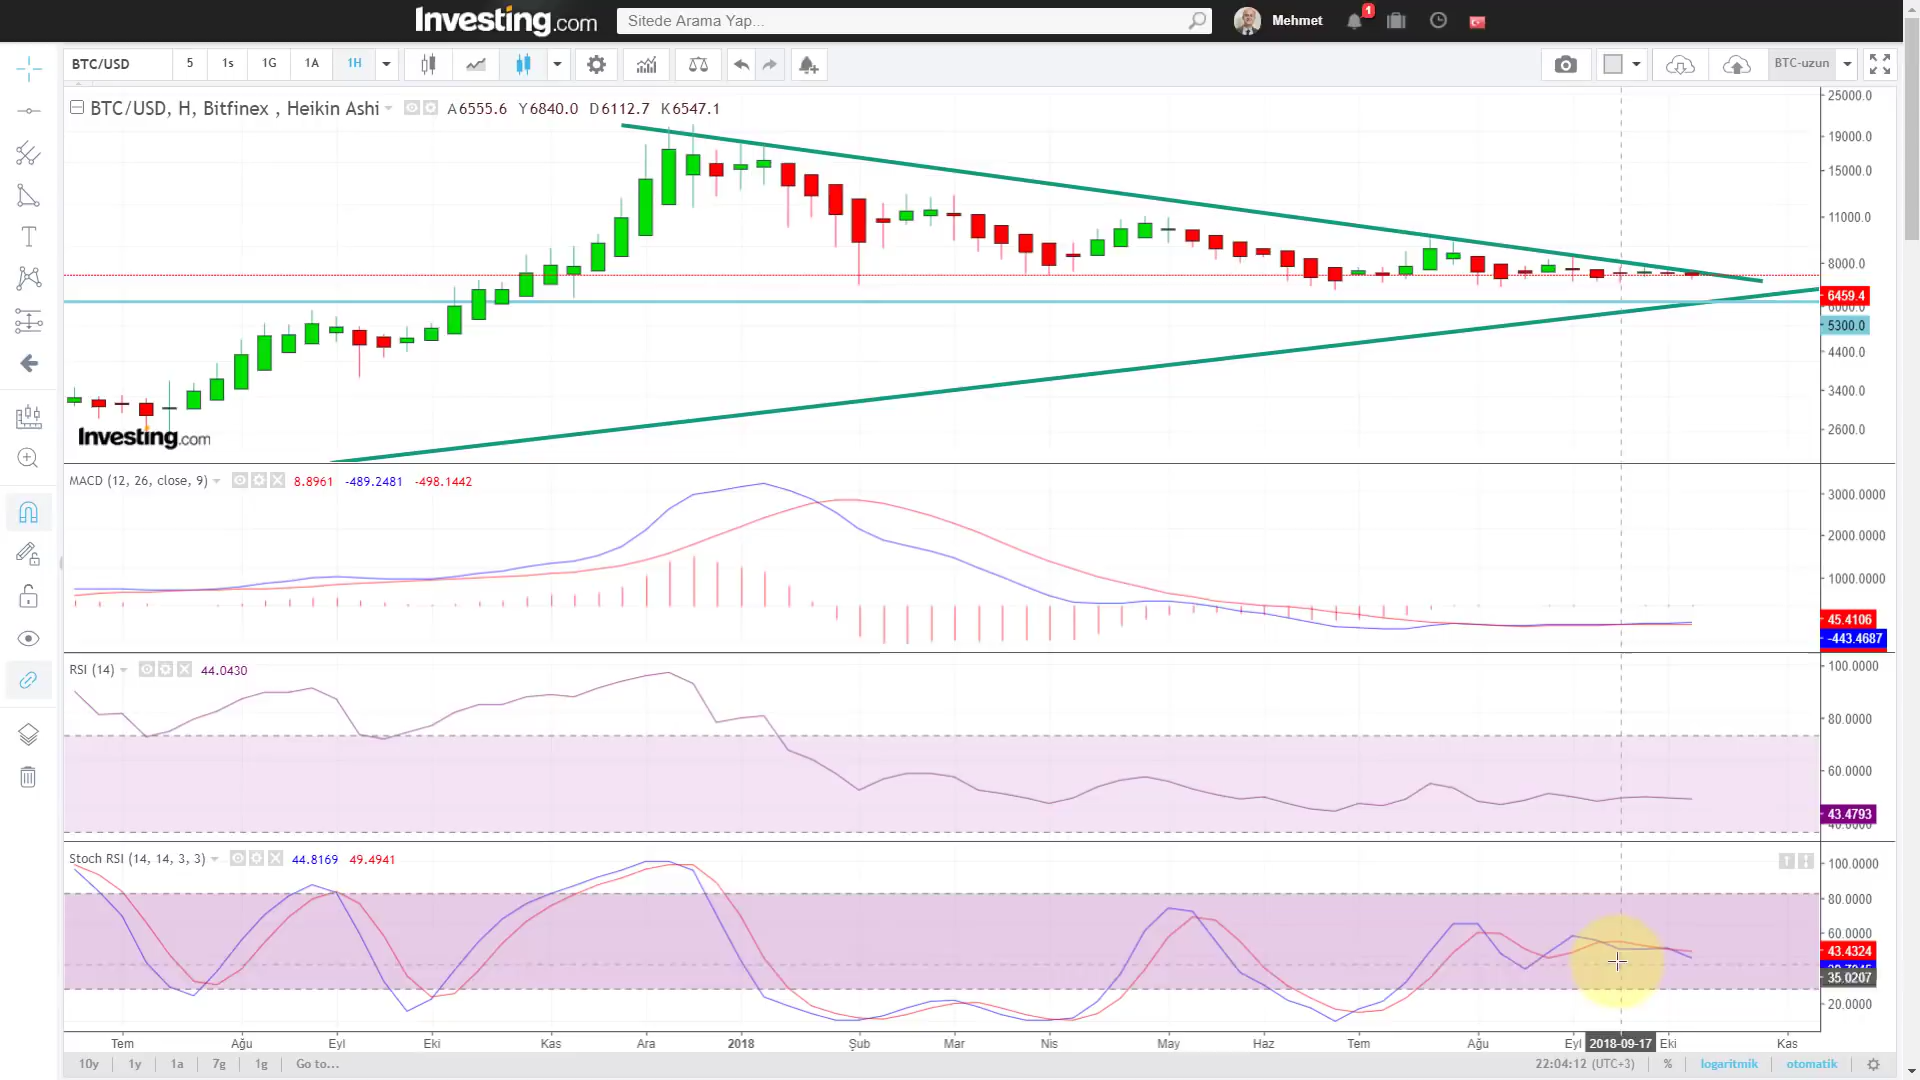 Investing.com
Sitede Arama Yap...
Mehmet
1
BTC/USD
5
1s
1G
1A
1H
BTC-uzun
BTC/USD, H, Bitfinex , Heikin Ashi
A6555.6 Y6840.0 D6112.7 K6547.1
25000.0
19000.0
15000.0
11000.0
8000.0
6459.4
6000.0
5300.0
4400.0
3400.0
2600.0
Investing.com
MACD (12, 26, close, 9)
8.8961 -489.2481 -498.1442
3000.0000
2000.0000
1000.0000
45.4106
-443.4687
RSI (14)
44.0430
100.0000
80.0000
60.0000
43.4793
40.0000
Stoch RSI (14, 14, 3, 3)
44.8169 49.4941
100.0000
80.0000
60.0000
43.4324
35.0207
20.0000
Tem Ağu Eyl Eki Kas Ara 2018 Şub Mar Nis May Haz Tem Ağu Eyl 2018-09-17 Eki Kas
10y 1y 1a 7g 1g Go to...
22:04:12 (UTC+3) % logaritmik otomatik